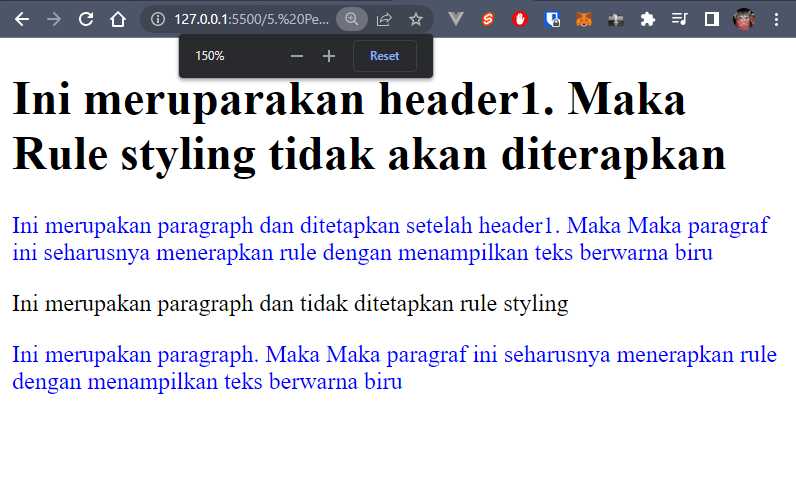 127.0.0.1:5500/5.%20Pe...
150%
Reset
Ini meruparakan header1. Maka
Rule styling tidak akan diterapkan
Ini merupakan paragraph dan ditetapkan setelah header1. Maka Maka paragraf
ini seharusnya menerapkan rule dengan menampilkan teks berwarna biru
Ini merupakan paragraph dan tidak ditetapkan rule styling
Ini merupakan paragraph. Maka Maka paragraf ini seharusnya menerapkan rule
dengan menampilkan teks berwarna biru